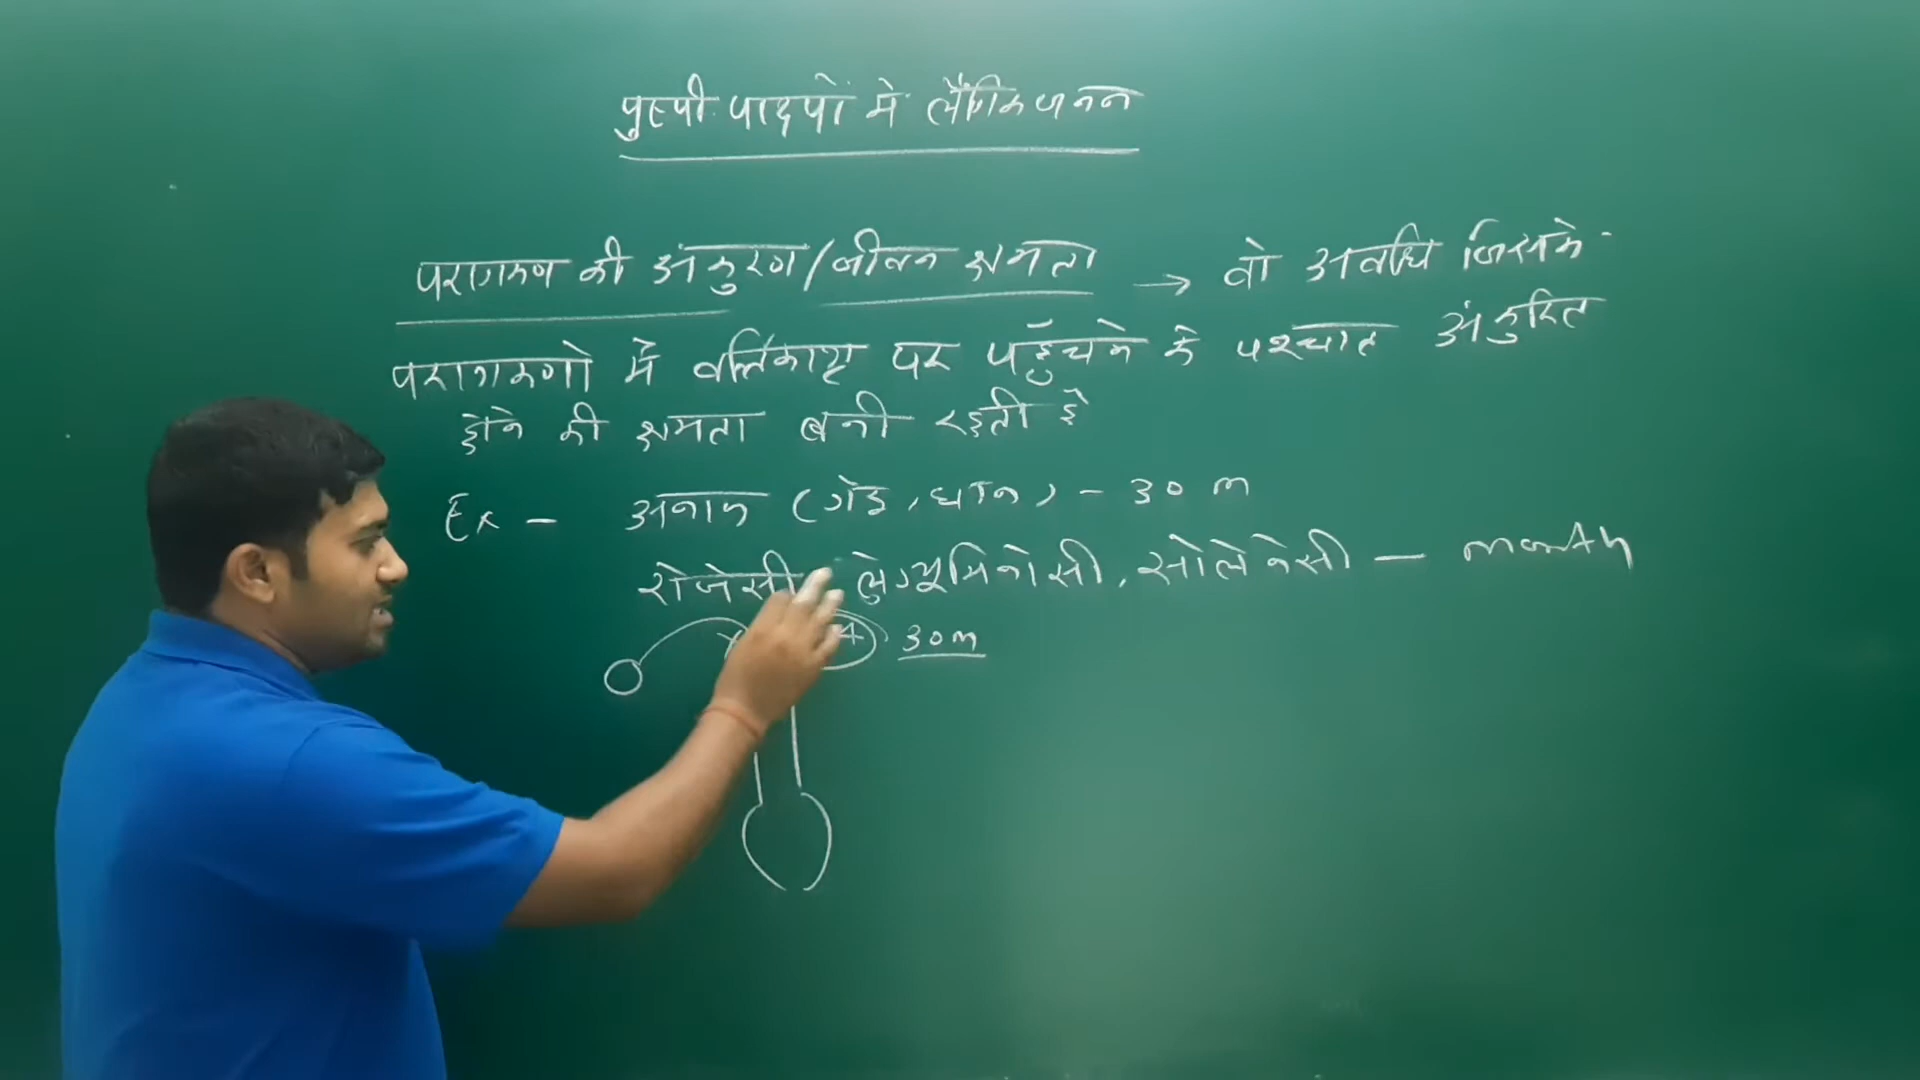 पुष्पी पादपों में लैंगिक जनन
परागकण की अंकुरण/जीवन क्षमता → वो अवधि जिसके
परागकणो में वर्तिकाग्र पर पहुँचने के पश्चात अंकुरित
होने की क्षमता बनी रहती है
Ex - अनाज (गेहूं, धान) - 30 m
रोजेसी लेग्यूमिनोसी, सोलेनेसी - month
30m